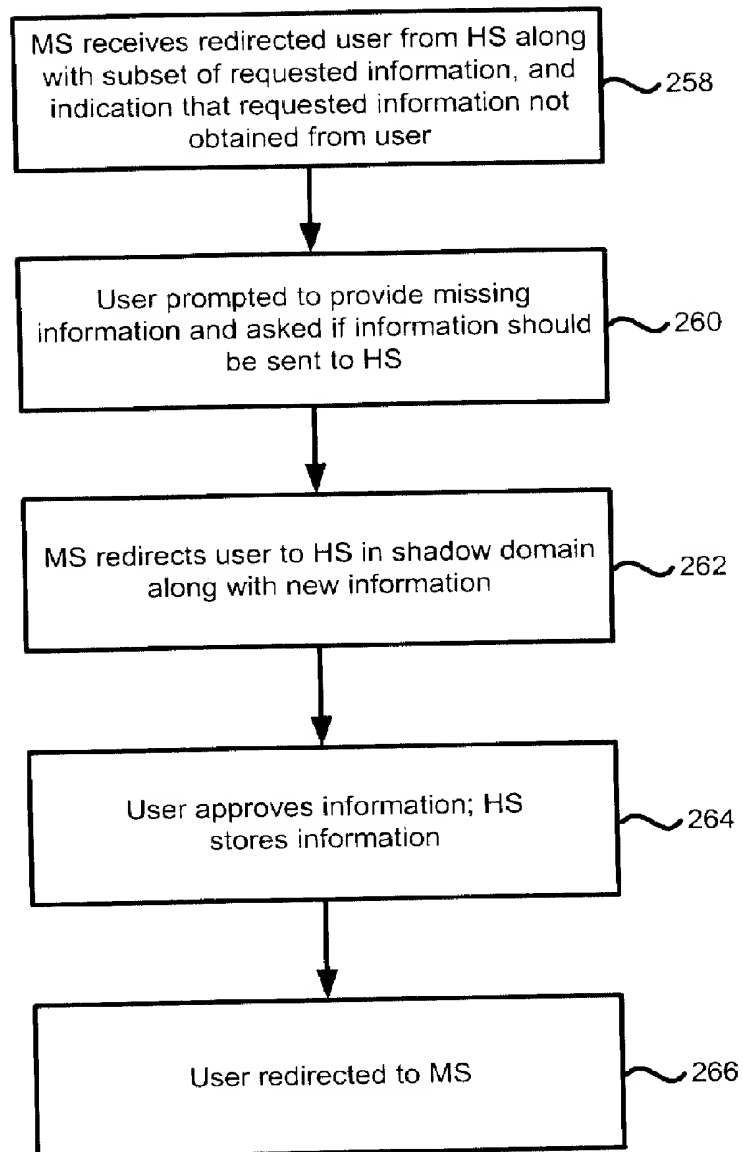 MS receives redirected user from HS along
with subset of requested information, and
indication that requested information not
obtained from user
258
User prompted to provide missing
information and asked if information should
be sent to HS
260
MS redirects user to HS in shadow domain
along with new information
262
User approves information; HS
stores information
264
User redirected to MS
266